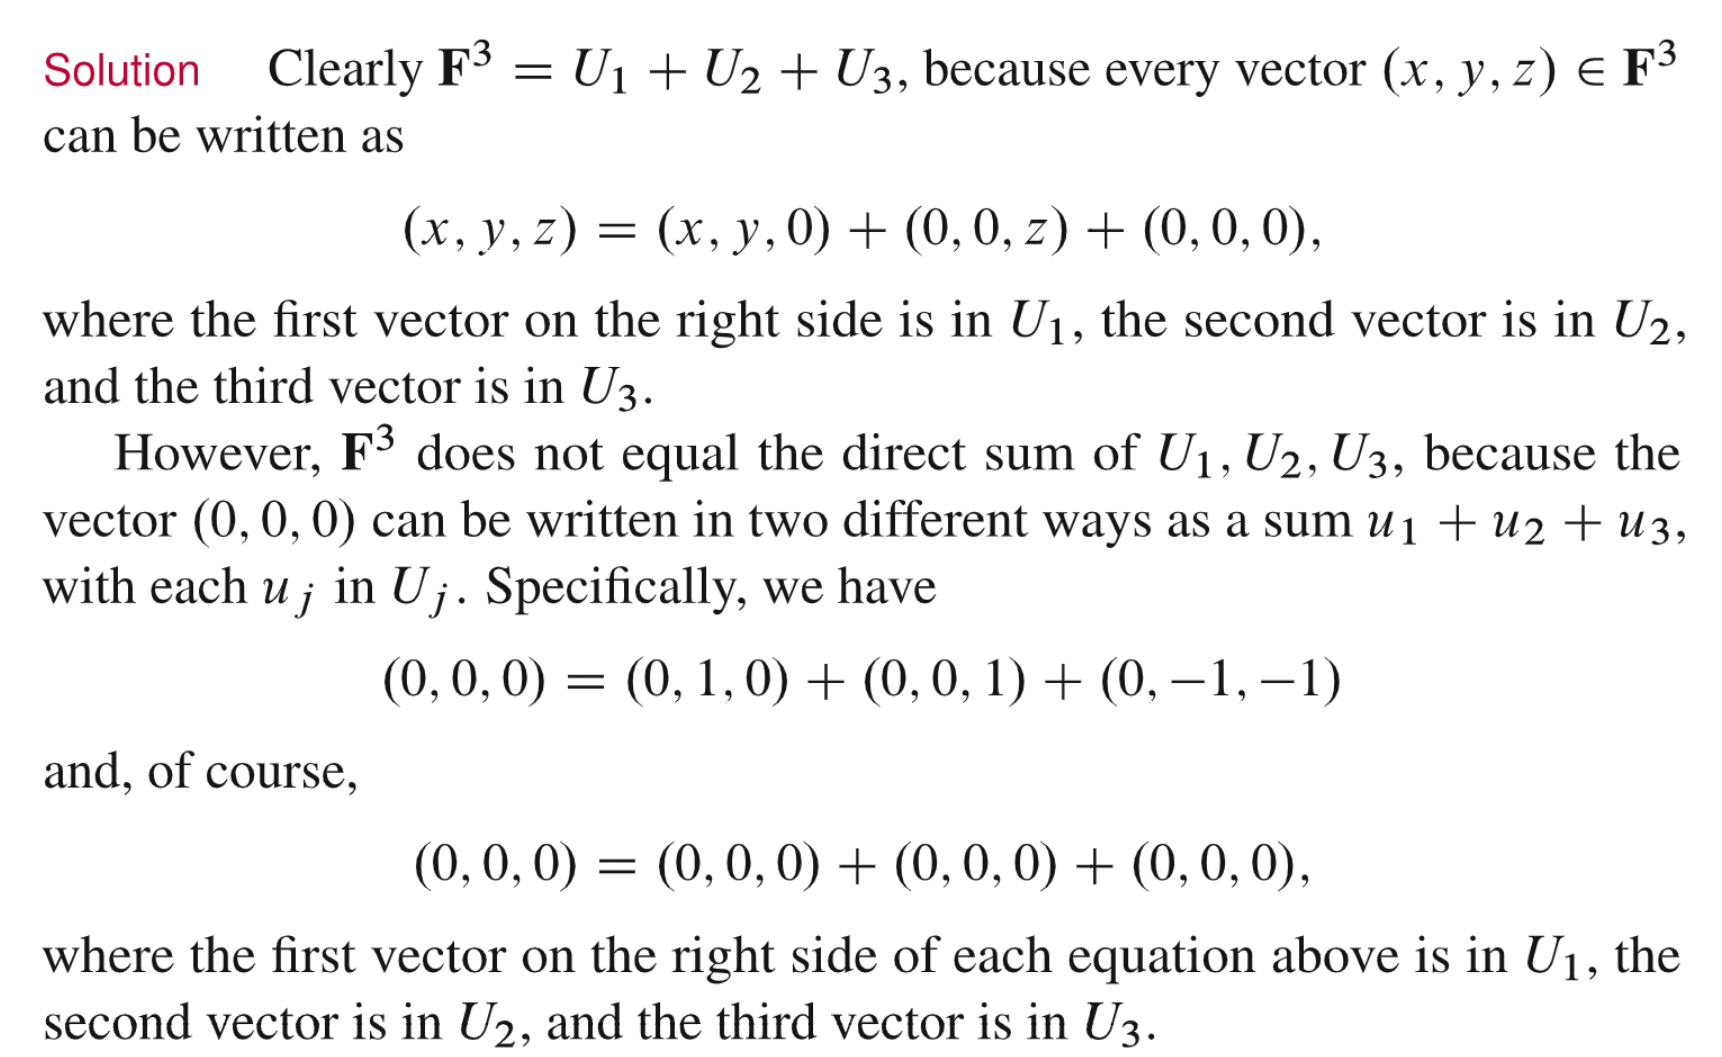 Solution Clearly F³ = U₁ + U₂ + U₃, because every vector (x, y, z) ∈ F³
can be written as
(x, y, z) = (x, y, 0) + (0, 0, z) + (0, 0, 0),
where the first vector on the right side is in U₁, the second vector is in U₂,
and the third vector is in U₃.
However, F³ does not equal the direct sum of U₁, U₂, U₃, because the
vector (0, 0, 0) can be written in two different ways as a sum u₁ + u₂ + u₃,
with each uⱼ in Uⱼ. Specifically, we have
(0, 0, 0) = (0, 1, 0) + (0, 0, 1) + (0, −1, −1)
and, of course,
(0, 0, 0) = (0, 0, 0) + (0, 0, 0) + (0, 0, 0),
where the first vector on the right side of each equation above is in U₁, the
second vector is in U₂, and the third vector is in U₃.